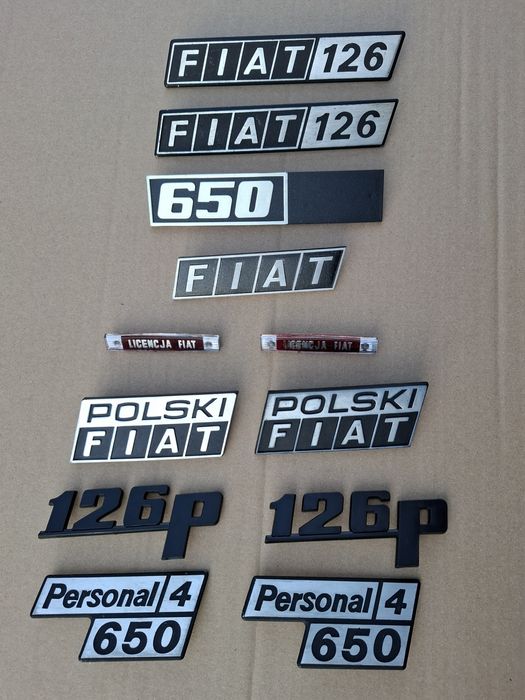 FIAT 126
FIAT 126
650
FIAT
LICENCJA FIAT
LICENCJA FIAT
POLSKI
FIAT
POLSKI
FIAT
126p
126p
Personal 4
650
Personal 4
650